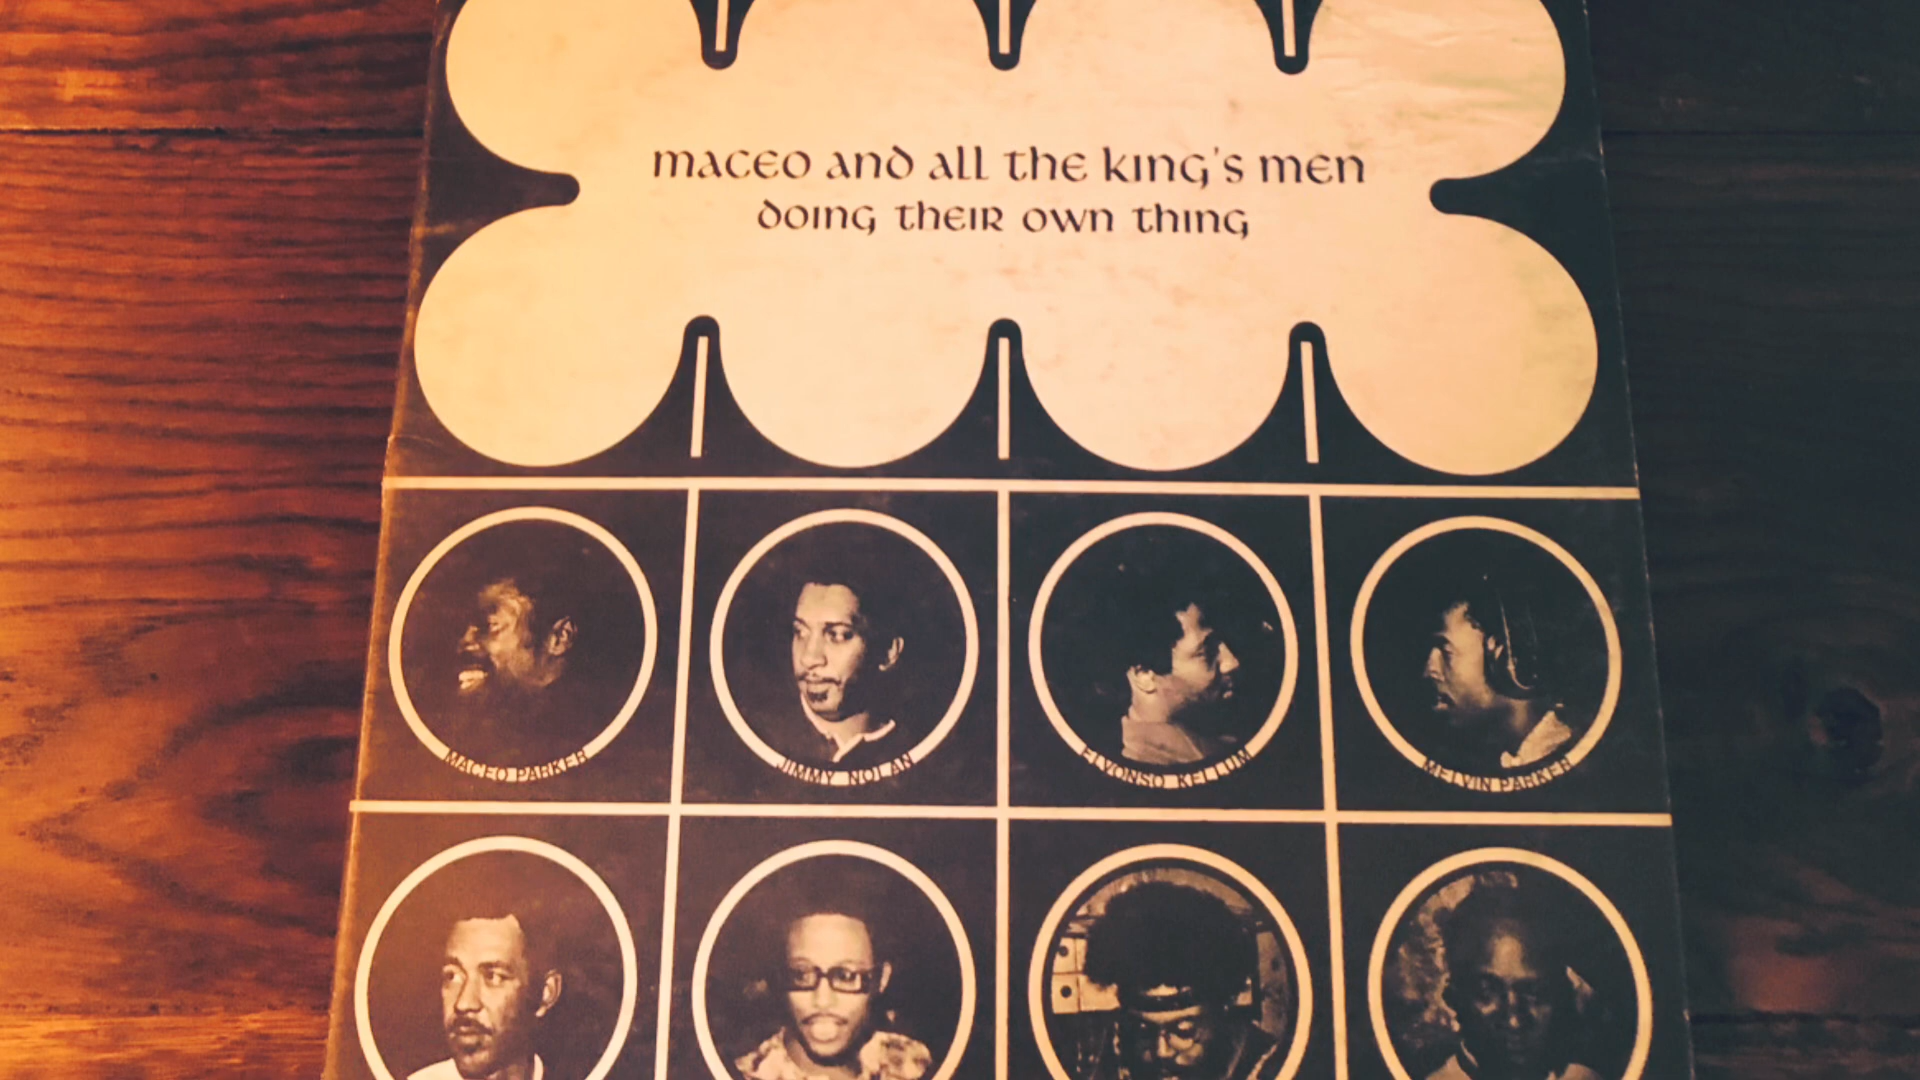 maceo and all the king's men
doing their own thing
MACEO PARKER
JIMMY NOLAN
ELVONSO KELLUM
MELVIN PARKER